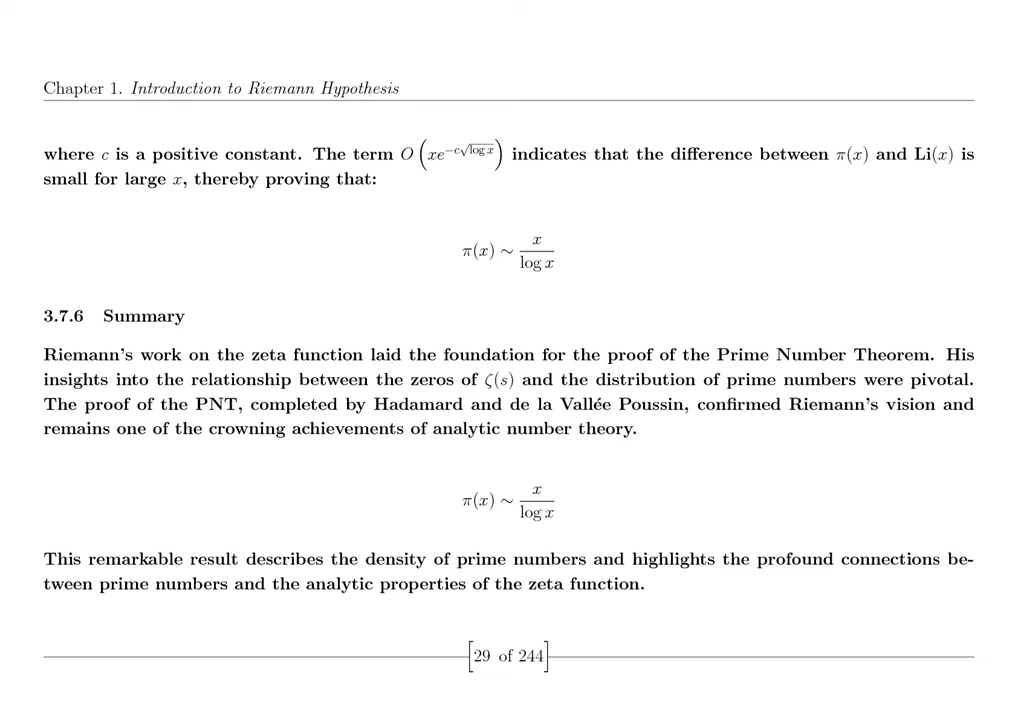 Chapter 1. Introduction to Riemann Hypothesis
where c is a positive constant. The term O(xe^{-c√log x}) indicates that the difference between π(x) and Li(x) is
small for large x, thereby proving that:
π(x) ∼ x / log x
3.7.6 Summary
Riemann's work on the zeta function laid the foundation for the proof of the Prime Number Theorem. His
insights into the relationship between the zeros of ζ(s) and the distribution of prime numbers were pivotal.
The proof of the PNT, completed by Hadamard and de la Vallée Poussin, confirmed Riemann's vision and
remains one of the crowning achievements of analytic number theory.
π(x) ∼ x / log x
This remarkable result describes the density of prime numbers and highlights the profound connections be-
tween prime numbers and the analytic properties of the zeta function.
[29 of 244]